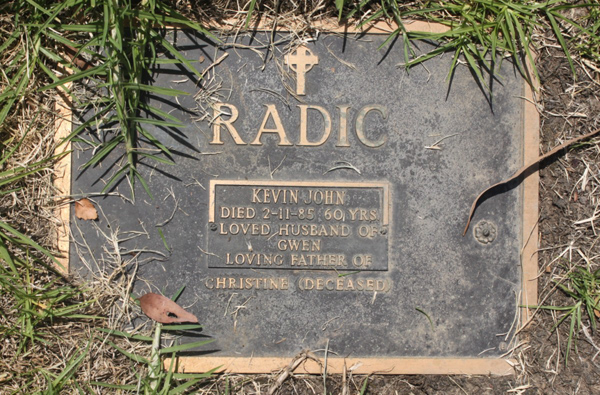 RADIC
KEVIN JOHN
DIED 2-11-85 60 YRS
LOVED HUSBAND OF
GWEN
LOVING FATHER OF
CHRISTINE (DECEASED)